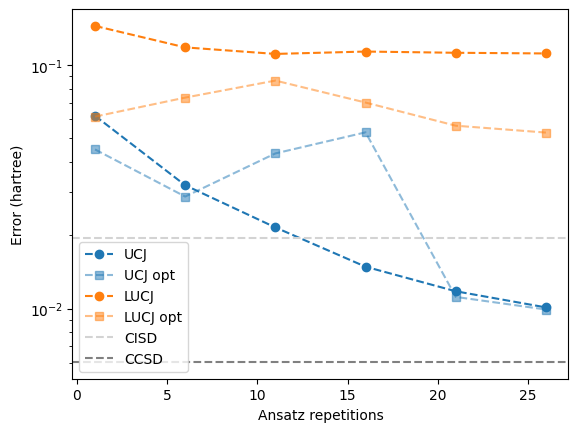 10⁻¹
10⁻²
Error (hartree)
UCJ
UCJ opt
LUCJ
LUCJ opt
CISD
CCSD
0 5 10 15 20 25
Ansatz repetitions